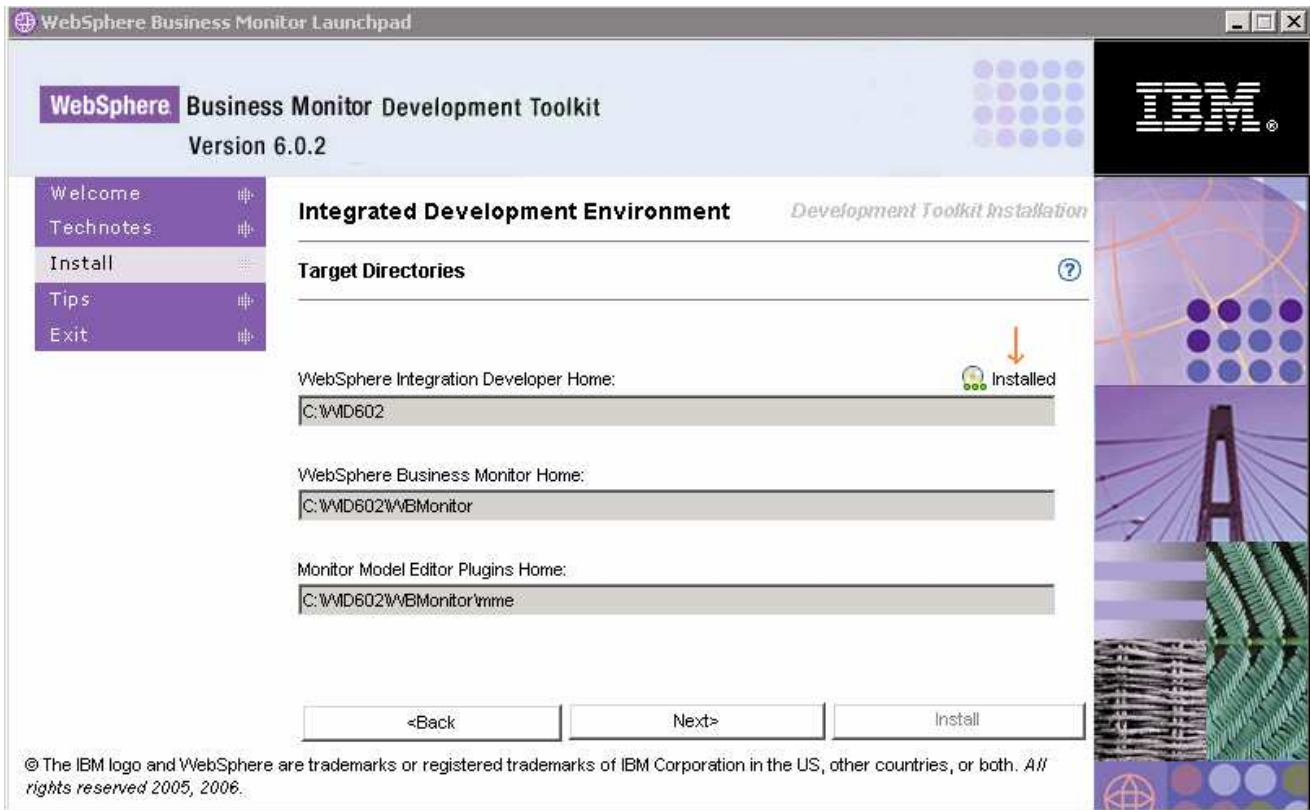 WebSphere Business Monitor Launchpad
WebSphere Business Monitor Development Toolkit
Version 6.0.2
IBM®
Welcome
Technotes
Install
Tips
Exit
Integrated Development Environment Development Toolkit Installation
Target Directories ?
WebSphere Integration Developer Home: Installed
C:\WID602
WebSphere Business Monitor Home:
C:\WID602\WBMonitor
Monitor Model Editor Plugins Home:
C:\WID602\WBMonitor\mme
<Back Next> Install
© The IBM logo and WebSphere are trademarks or registered trademarks of IBM Corporation in the US, other countries, or both. All
rights reserved 2005, 2006.